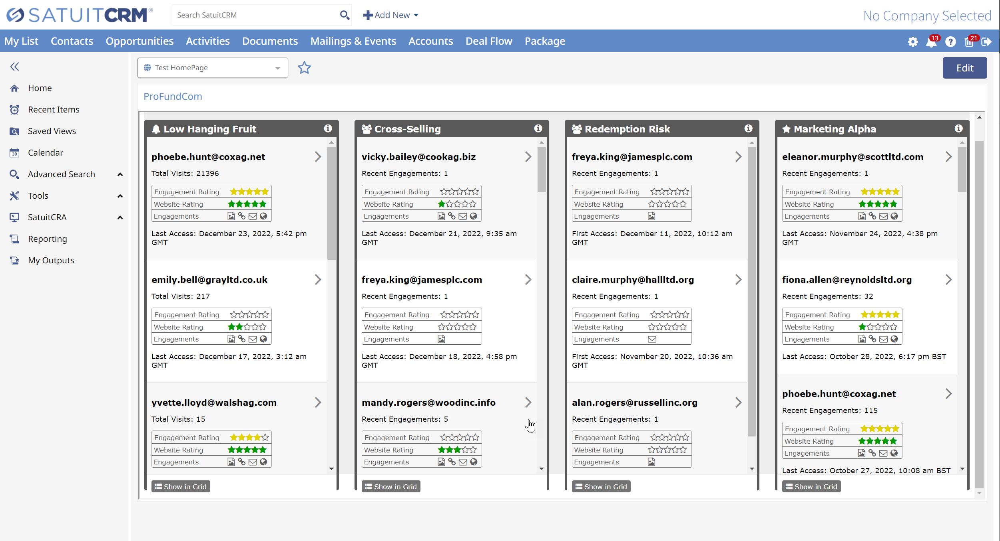 SATUITCRM®
Search SatuitCRM
Add New
No Company Selected
My List Contacts Opportunities Activities Documents Mailings & Events Accounts Deal Flow Package
13
?
21
Test HomePage
Edit
Home
Recent Items
Saved Views
30
Calendar
Advanced Search
Tools
SatuitCRA
Reporting
My Outputs
ProFundCom
Low Hanging Fruit
phoebe.hunt@coxag.net
Total Visits: 21396
Engagement Rating
Website Rating
Engagements
Last Access: December 23, 2022, 5:42 pm
GMT
emily.bell@grayltd.co.uk
Total Visits: 217
Engagement Rating
Website Rating
Engagements
Last Access: December 17, 2022, 3:12 am
GMT
yvette.lloyd@walshag.com
Total Visits: 15
Engagement Rating
Website Rating
Engagements
Show in Grid
Cross-Selling
vicky.bailey@cookag.biz
Recent Engagements: 1
Engagement Rating
Website Rating
Engagements
Last Access: December 21, 2022, 9:35 am
GMT
freya.king@jamesplc.com
Recent Engagements: 1
Engagement Rating
Website Rating
Engagements
Last Access: December 18, 2022, 4:58 pm
GMT
mandy.rogers@woodinc.info
Recent Engagements: 5
Engagement Rating
Website Rating
Engagements
Show in Grid
Redemption Risk
freya.king@jamesplc.com
Recent Engagements: 1
Engagement Rating
Website Rating
Engagements
First Access: December 11, 2022, 10:12 am
GMT
claire.murphy@hallltd.org
Recent Engagements: 1
Engagement Rating
Website Rating
Engagements
First Access: November 20, 2022, 10:36 am
GMT
alan.rogers@russellinc.org
Recent Engagements: 1
Engagement Rating
Website Rating
Engagements
Show in Grid
Marketing Alpha
eleanor.murphy@scottltd.com
Recent Engagements: 1
Engagement Rating
Website Rating
Engagements
Last Access: November 24, 2022, 4:38 pm
GMT
fiona.allen@reynoldsltd.org
Recent Engagements: 32
Engagement Rating
Website Rating
Engagements
Last Access: October 28, 2022, 6:17 pm BST
phoebe.hunt@coxag.net
Recent Engagements: 115
Engagement Rating
Website Rating
Engagements
Last Access: October 27, 2022, 10:08 am BST
Show in Grid